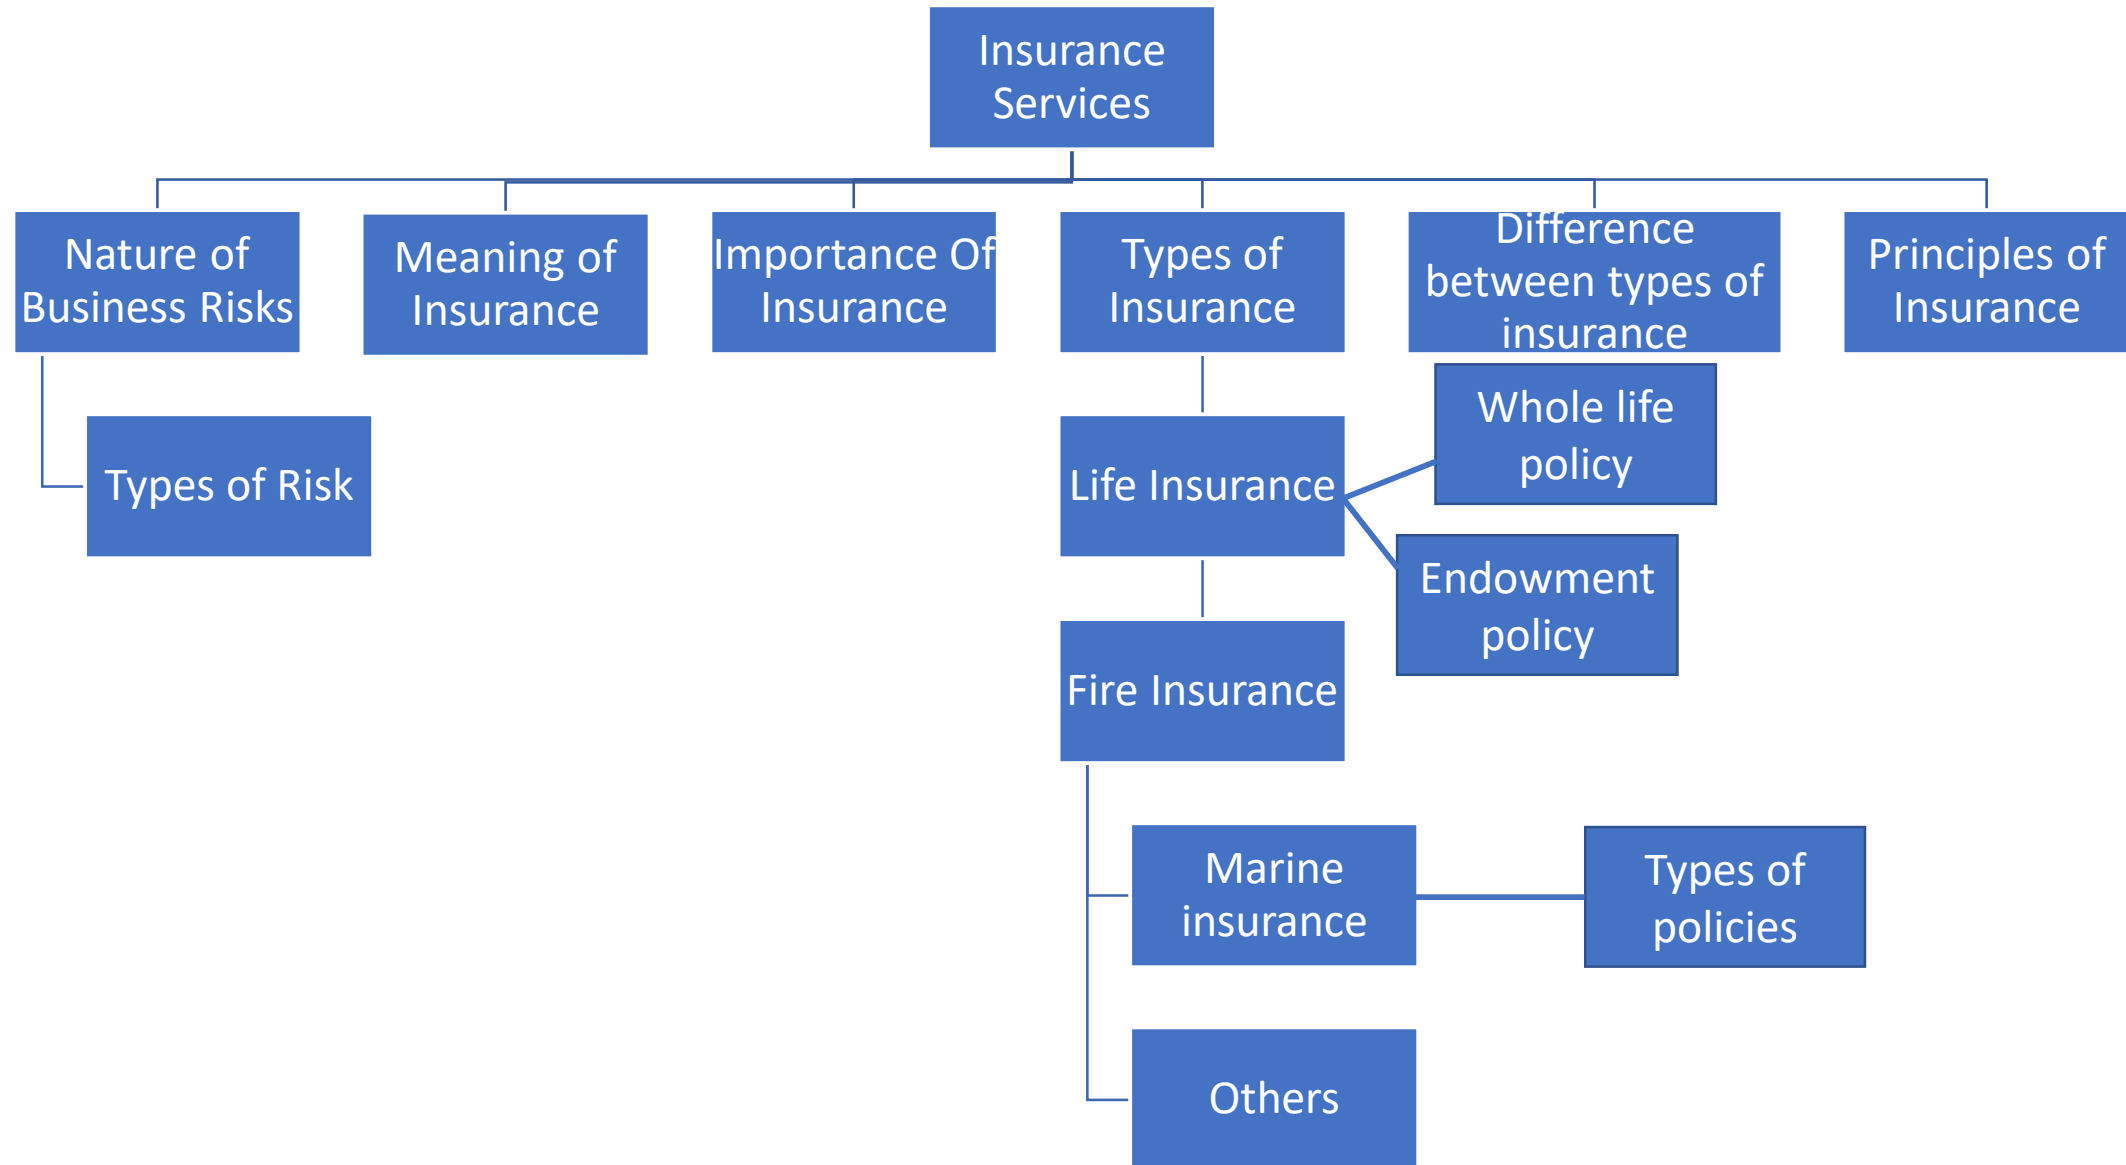 Insurance
Services
Nature of
Business Risks
Meaning of
Insurance
Importance Of
Insurance
Types of
Insurance
Difference
between types of
insurance
Principles of
Insurance
Types of Risk
Life Insurance
Whole life
policy
Endowment
policy
Fire Insurance
Marine
insurance
Types of
policies
Others